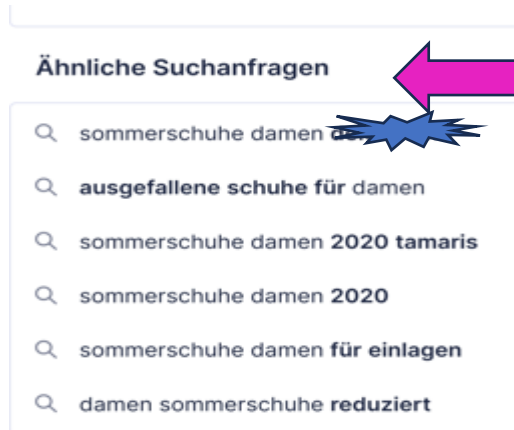 Ähnliche Suchanfragen
sommerschuhe damen
ausgefallene schuhe für damen
sommerschuhe damen 2020 tamaris
sommerschuhe damen 2020
sommerschuhe damen für einlagen
damen sommerschuhe reduziert